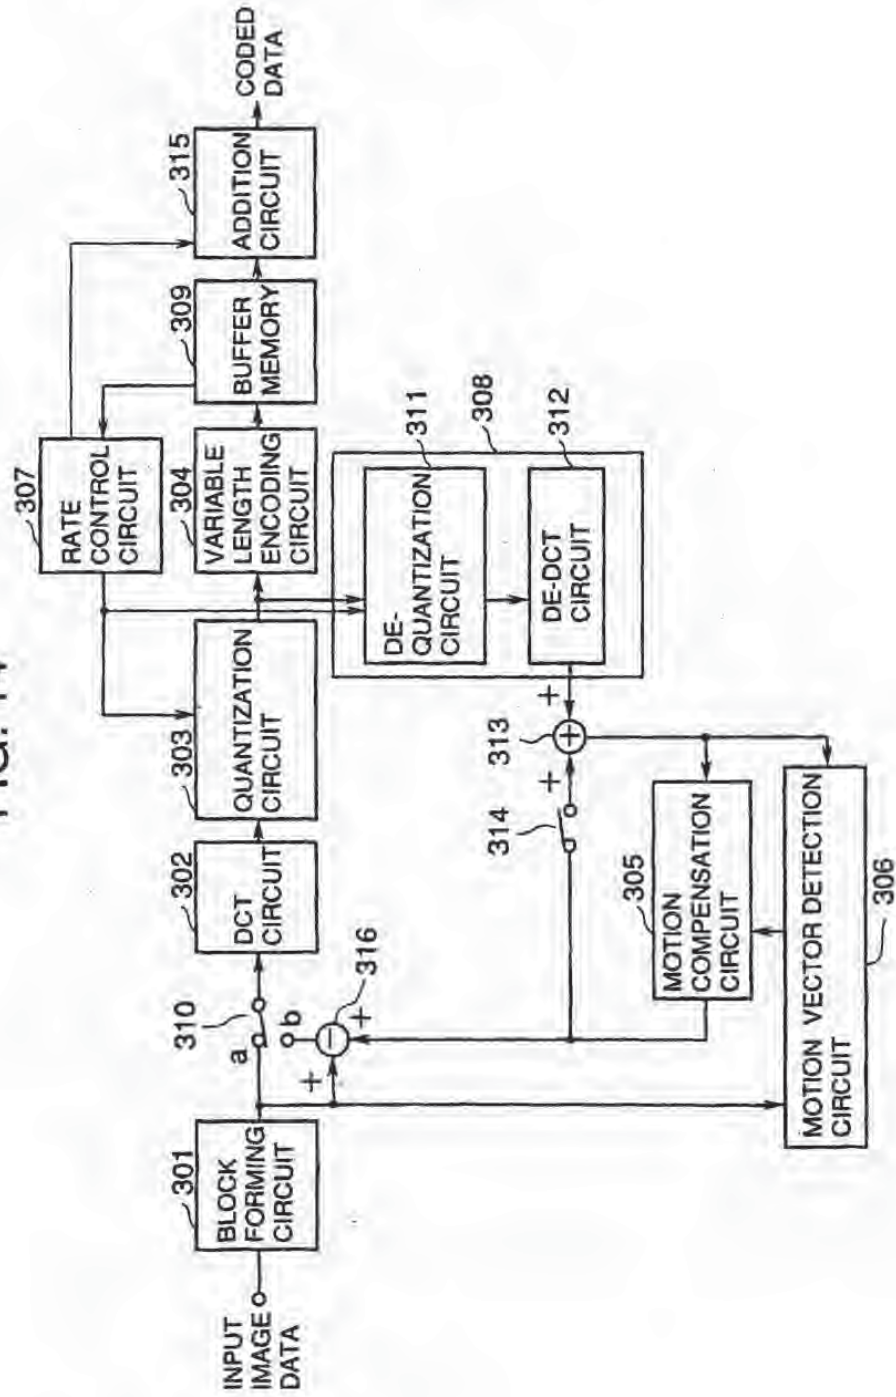 INPUT
IMAGE
DATA
301
BLOCK
FORMING
CIRCUIT
a
b
310
316
+
+
302
DCT
CIRCUIT
303
QUANTIZATION
CIRCUIT
307
RATE
CONTROL
CIRCUIT
304
VARIABLE
LENGTH
ENCODING
CIRCUIT
309
BUFFER
MEMORY
315
ADDITION
CIRCUIT
CODED
DATA
308
311
DE-
QUANTIZATION
CIRCUIT
312
DE-DCT
CIRCUIT
+
313
+
+
314
305
MOTION
COMPENSATION
CIRCUIT
MOTION VECTOR DETECTION
CIRCUIT
306